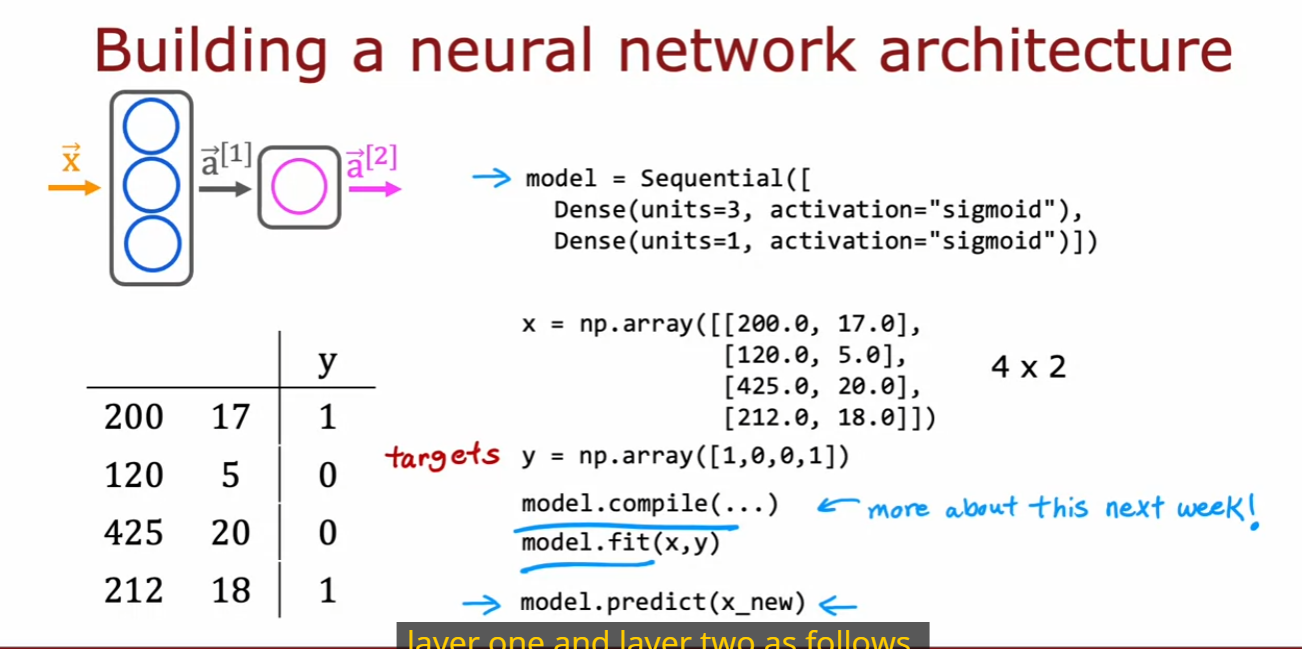 Building a neural network architecture
x⃗
a⃗[1]
a⃗[2]
→ model = Sequential([
Dense(units=3, activation="sigmoid"),
Dense(units=1, activation="sigmoid")])
x = np.array([[200.0, 17.0],
[120.0, 5.0],
[425.0, 20.0],
[212.0, 18.0]])
4 x 2
targets y = np.array([1,0,0,1])
model.compile(...) ← more about this next week!
model.fit(x,y)
→ model.predict(x_new) ←
y
200 17 1
120 5 0
425 20 0
212 18 1
layer one and layer two as follows